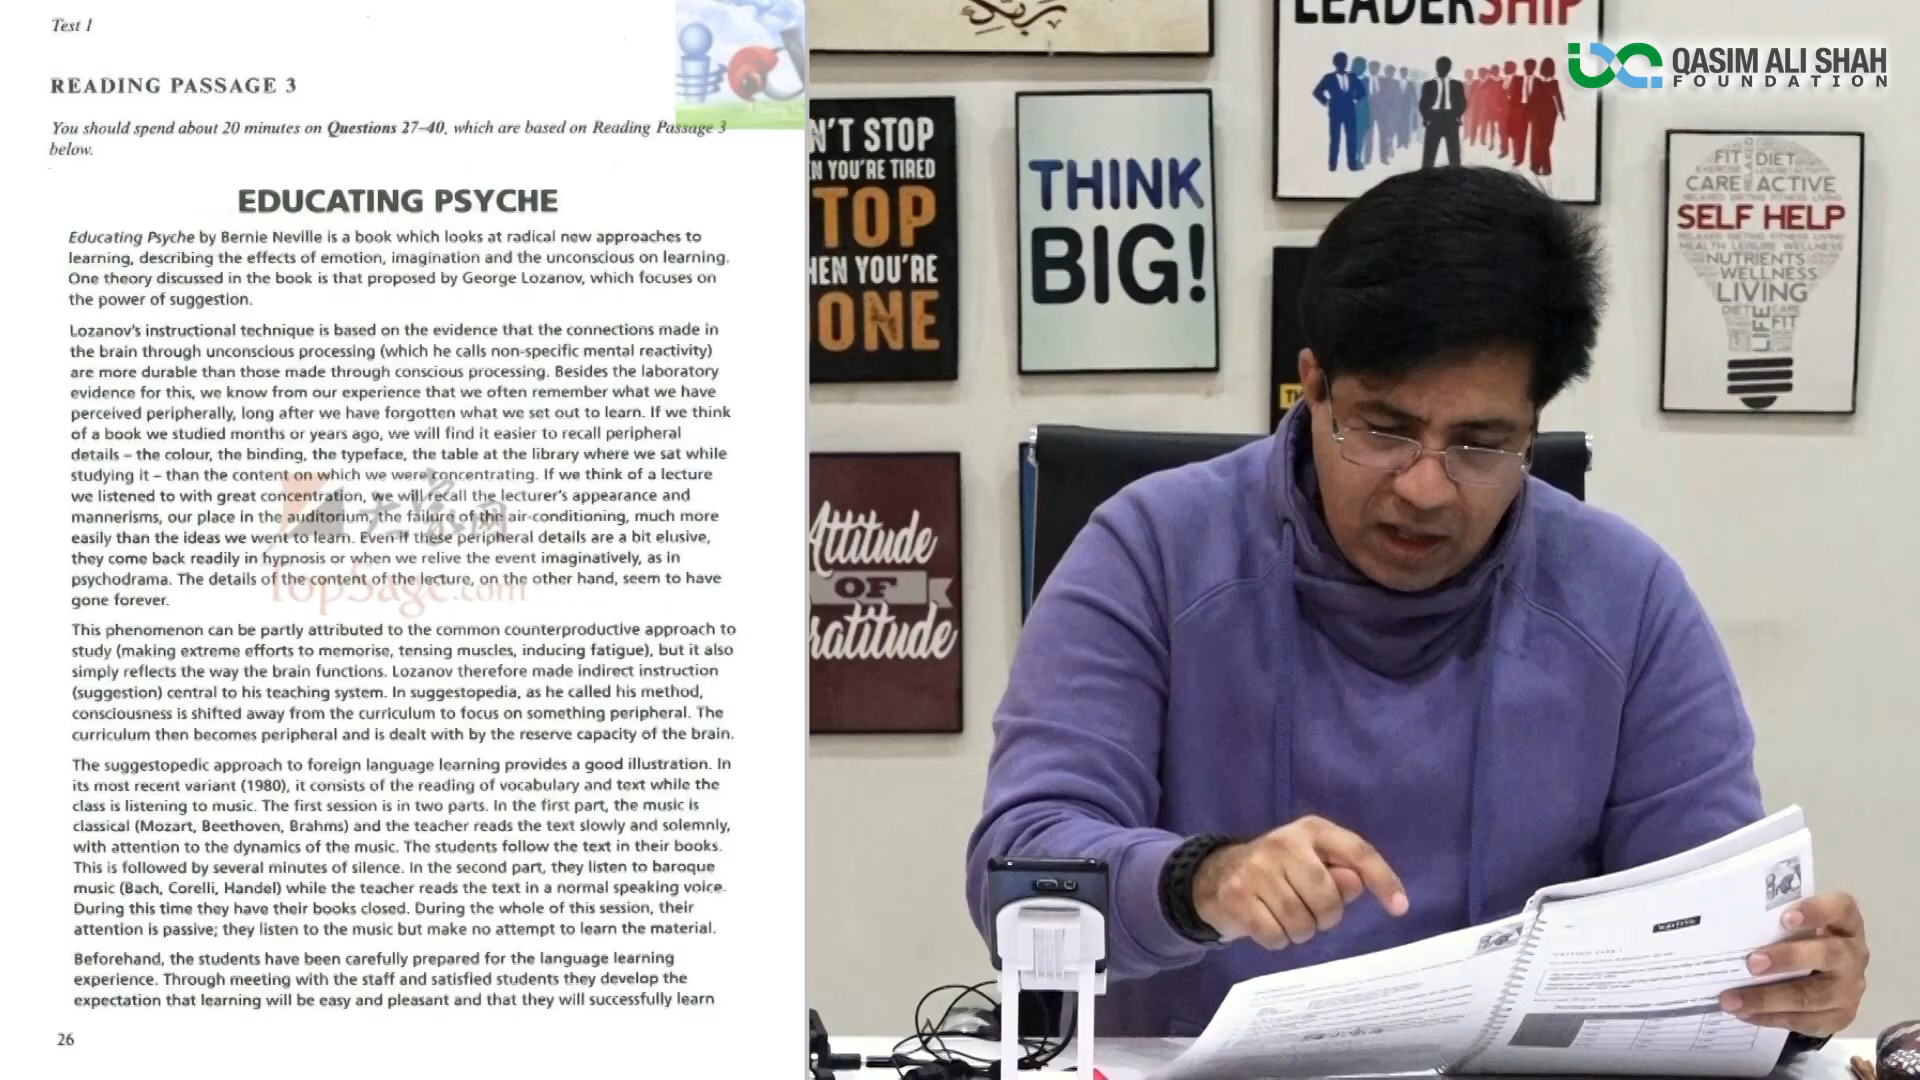 Test 1
READING PASSAGE 3
You should spend about 20 minutes on Questions 27–40, which are based on Reading Passage 3
below.
EDUCATING PSYCHE
Educating Psyche by Bernie Neville is a book which looks at radical new approaches to
learning, describing the effects of emotion, imagination and the unconscious on learning.
One theory discussed in the book is that proposed by George Lozanov, which focuses on
the power of suggestion.
Lozanov's instructional technique is based on the evidence that the connections made in
the brain through unconscious processing (which he calls non-specific mental reactivity)
are more durable than those made through conscious processing. Besides the laboratory
evidence for this, we know from our experience that we often remember what we have
perceived peripherally, long after we have forgotten what we set out to learn. If we think
of a book we studied months or years ago, we will find it easier to recall peripheral
details – the colour, the binding, the typeface, the table at the library where we sat while
studying it – than the content on which we were concentrating. If we think of a lecture
we listened to with great concentration, we will recall the lecturer's appearance and
mannerisms, our place in the auditorium, the failure of the air-conditioning, much more
easily than the ideas we went to learn. Even if these peripheral details are a bit elusive,
they come back readily in hypnosis or when we relive the event imaginatively, as in
psychodrama. The details of the content of the lecture, on the other hand, seem to have
gone forever.
TopSage.com
This phenomenon can be partly attributed to the common counterproductive approach to
study (making extreme efforts to memorise, tensing muscles, inducing fatigue), but it also
simply reflects the way the brain functions. Lozanov therefore made indirect instruction
(suggestion) central to his teaching system. In suggestopedia, as he called his method,
consciousness is shifted away from the curriculum to focus on something peripheral. The
curriculum then becomes peripheral and is dealt with by the reserve capacity of the brain.
The suggestopedic approach to foreign language learning provides a good illustration. In
its most recent variant (1980), it consists of the reading of vocabulary and text while the
class is listening to music. The first session is in two parts. In the first part, the music is
classical (Mozart, Beethoven, Brahms) and the teacher reads the text slowly and solemnly,
with attention to the dynamics of the music. The students follow the text in their books.
This is followed by several minutes of silence. In the second part, they listen to baroque
music (Bach, Corelli, Handel) while the teacher reads the text in a normal speaking voice.
During this time they have their books closed. During the whole of this session, their
attention is passive; they listen to the music but make no attempt to learn the material.
Beforehand, the students have been carefully prepared for the language learning
experience. Through meeting with the staff and satisfied students they develop the
expectation that learning will be easy and pleasant and that they will successfully learn
26
LEADERSHIP
QASIM ALI SHAH
FOUNDATION
N'T STOP
EN YOU'RE TIRED
TOP
HEN YOU'RE
ONE
THINK
BIG!
FIT
DIET
RELAXED
CARE
ACTIVE
SELF HELP
HEALTH LEISURE WELLNESS
NUTRIENTS
WELLNESS
LIVING
DIET
LIFE
CARE
FIT
Attitude
OF
Gratitude
WRITING